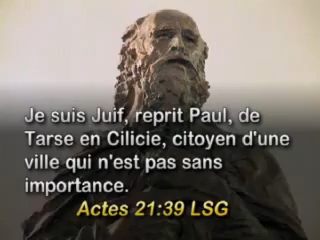 Je suis Juif, reprit Paul, de
Tarse en Cilicie, citoyen d'une
ville qui n'est pas sans
importance.
Actes 21:39 LSG